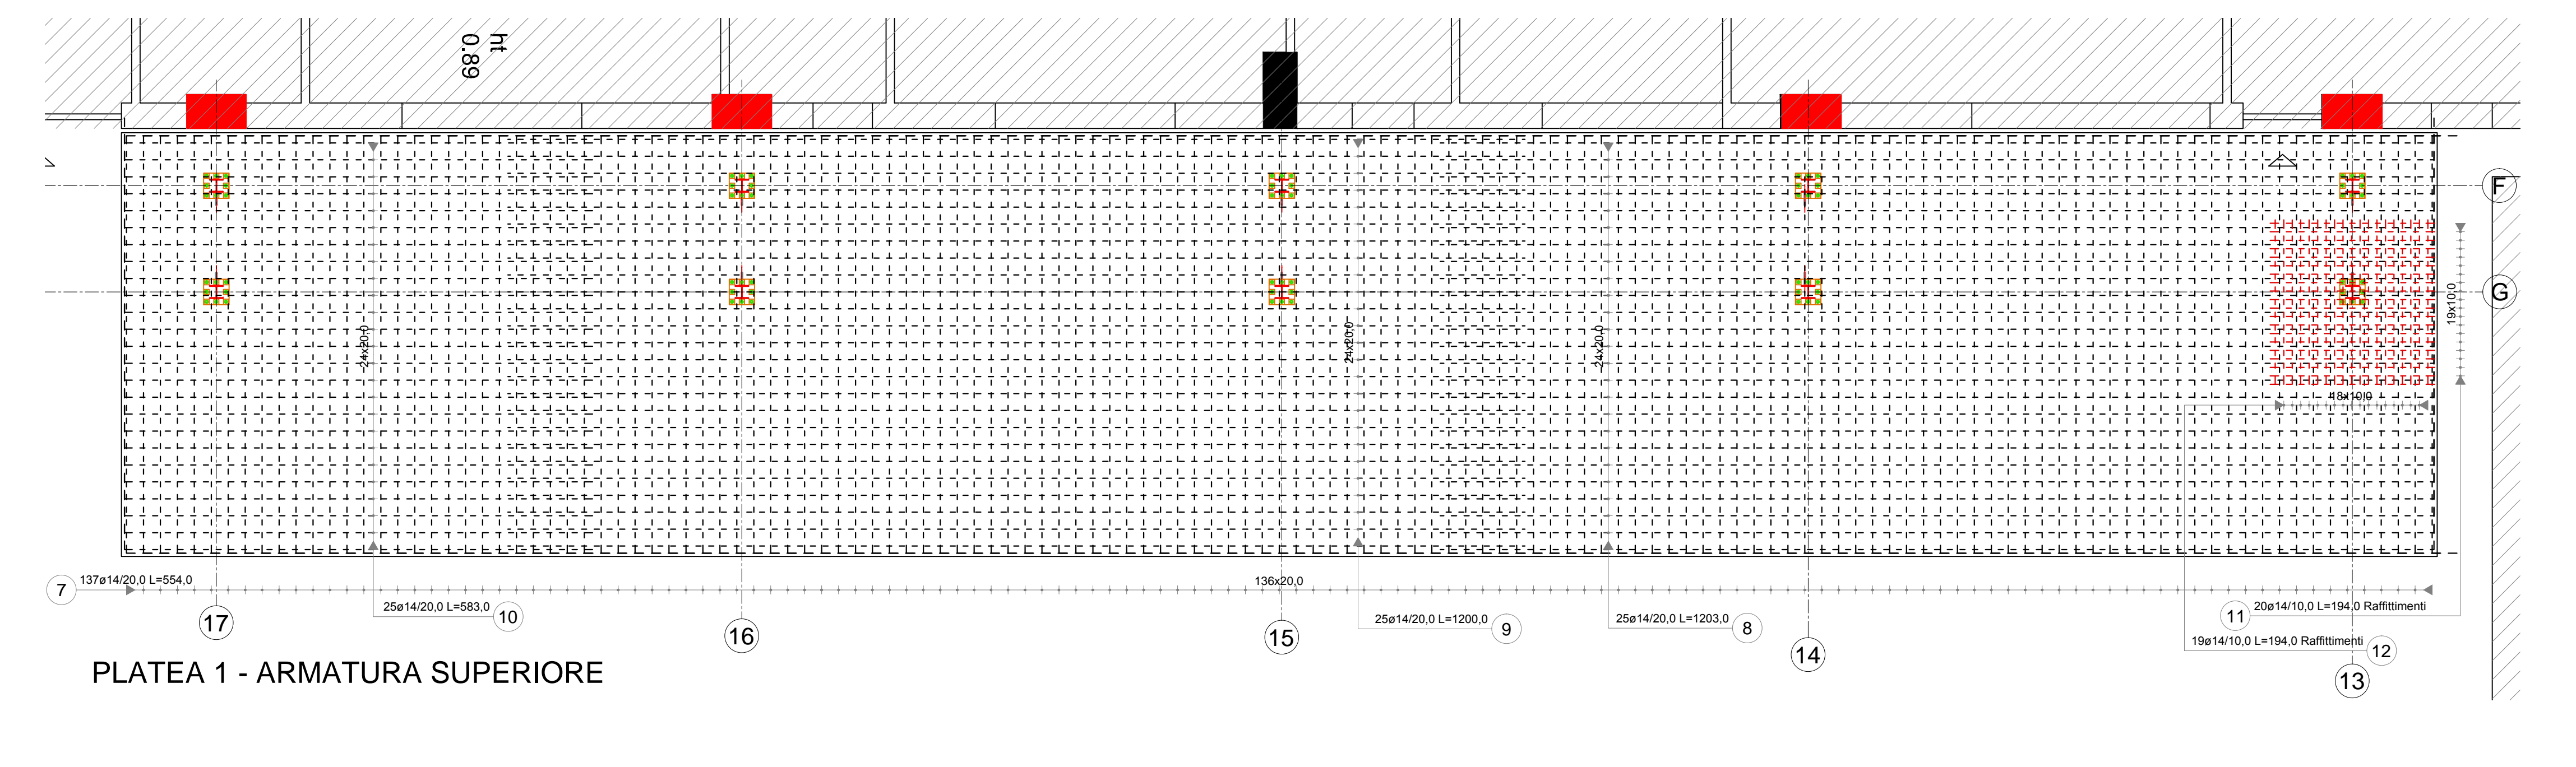 ht
0.89
F
G
24x20,0
24x20,0
24x20,0
19x10,0
18x10,0
7
137ø14/20,0 L=554,0
136x20,0
25ø14/20,0 L=583,0
10
25ø14/20,0 L=1200,0
9
25ø14/20,0 L=1203,0
8
11
20ø14/10,0 L=194,0 Raffittimenti
19ø14/10,0 L=194,0 Raffittimenti
12
17
16
15
14
13
PLATEA 1 - ARMATURA SUPERIORE